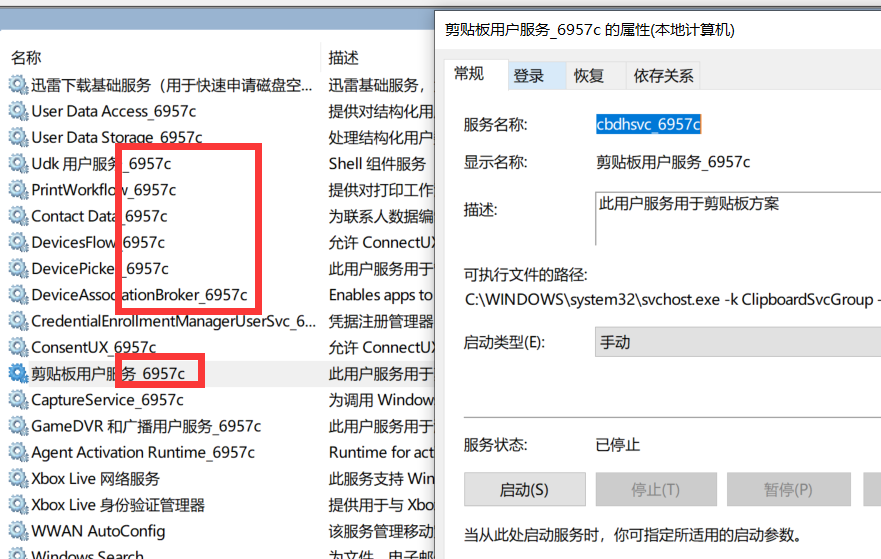 名称 描述
迅雷下载基础服务（用于快速申请磁盘空... 迅雷基础服务，
User Data Access_6957c 提供对结构化用
User Data Storage_6957c 处理结构化用户
Udk 用户服务_6957c Shell 组件服务
PrintWorkflow_6957c 提供对打印工作
Contact Data_6957c 为联系人数据编
DevicesFlow_6957c 允许 ConnectUX
DevicePicker_6957c 此用户服务用于
DeviceAssociationBroker_6957c Enables apps to
CredentialEnrollmentManagerUserSvc_6... 凭据注册管理器
ConsentUX_6957c 允许 ConnectUX
剪贴板用户服务_6957c 此用户服务用于
CaptureService_6957c 为调用 Window
GameDVR 和广播用户服务_6957c 此用户服务用于
Agent Activation Runtime_6957c Runtime for act
Xbox Live 网络服务 此服务支持 Win
Xbox Live 身份验证管理器 提供用于与 Xbo
WWAN AutoConfig 该服务管理移动
Windows Search 为文件、电子邮
剪贴板用户服务_6957c 的属性(本地计算机)
常规 登录 恢复 依存关系
服务名称: cbdhsvc_6957c
显示名称: 剪贴板用户服务_6957c
描述: 此用户服务用于剪贴板方案
可执行文件的路径:
C:\WINDOWS\system32\svchost.exe -k ClipboardSvcGroup -
启动类型(E): 手动
服务状态: 已停止
启动(S) 停止(T) 暂停(P)
当从此处启动服务时，你可指定所适用的启动参数。